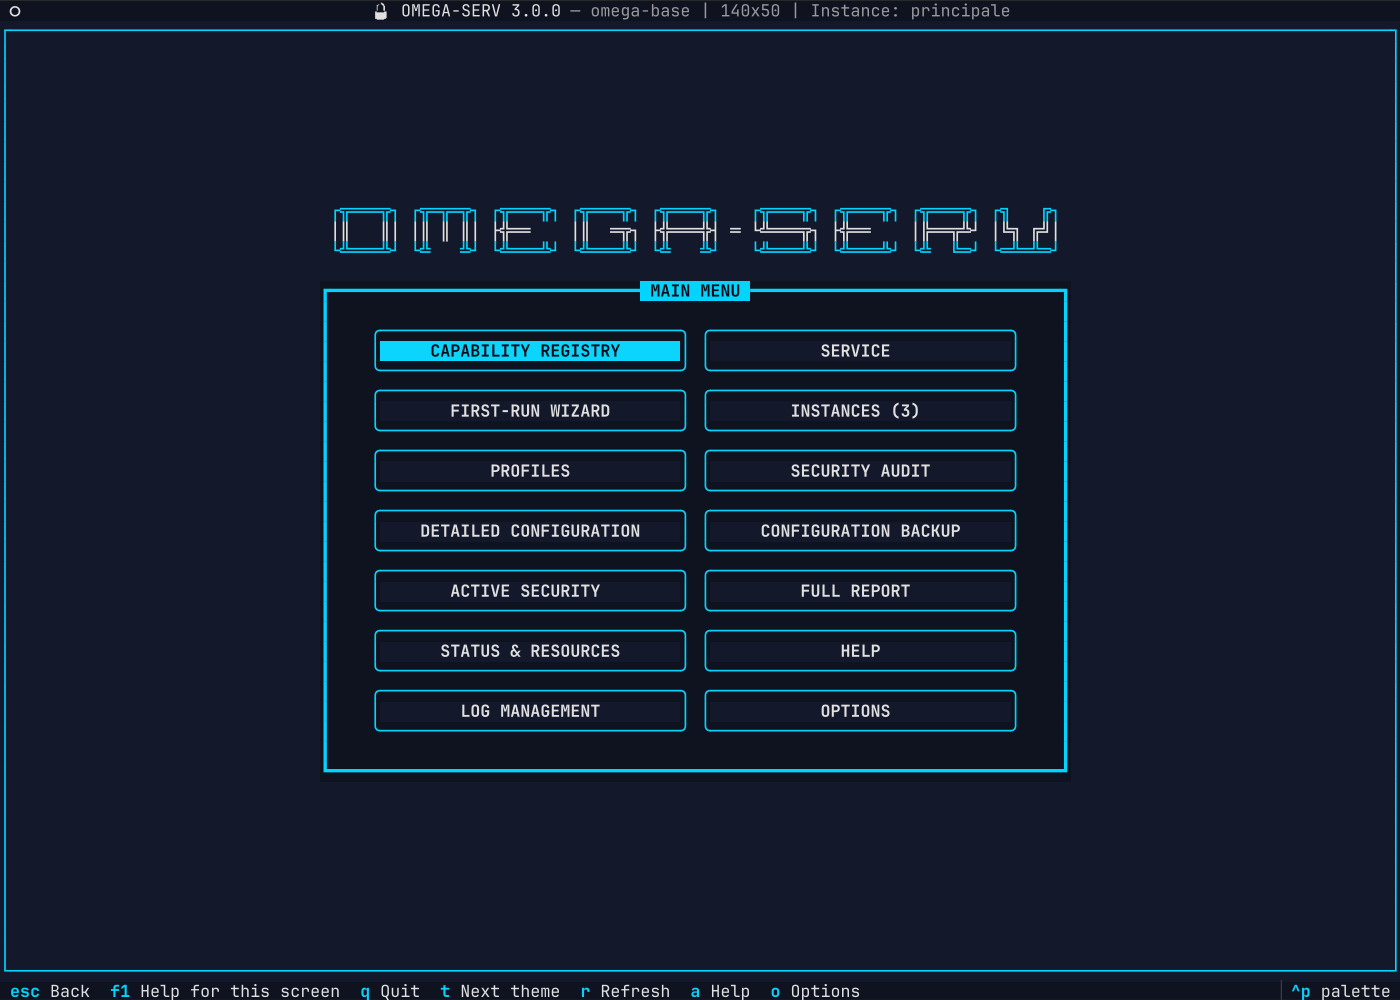 OMEGA-SERV 3.0.0 — omega-base | 140x50 | Instance: principale
OMEGA-SERV
MAIN MENU
CAPABILITY REGISTRY
SERVICE
FIRST-RUN WIZARD
INSTANCES (3)
PROFILES
SECURITY AUDIT
DETAILED CONFIGURATION
CONFIGURATION BACKUP
ACTIVE SECURITY
FULL REPORT
STATUS & RESOURCES
HELP
LOG MANAGEMENT
OPTIONS
esc Back f1 Help for this screen q Quit t Next theme r Refresh a Help o Options ^p palette